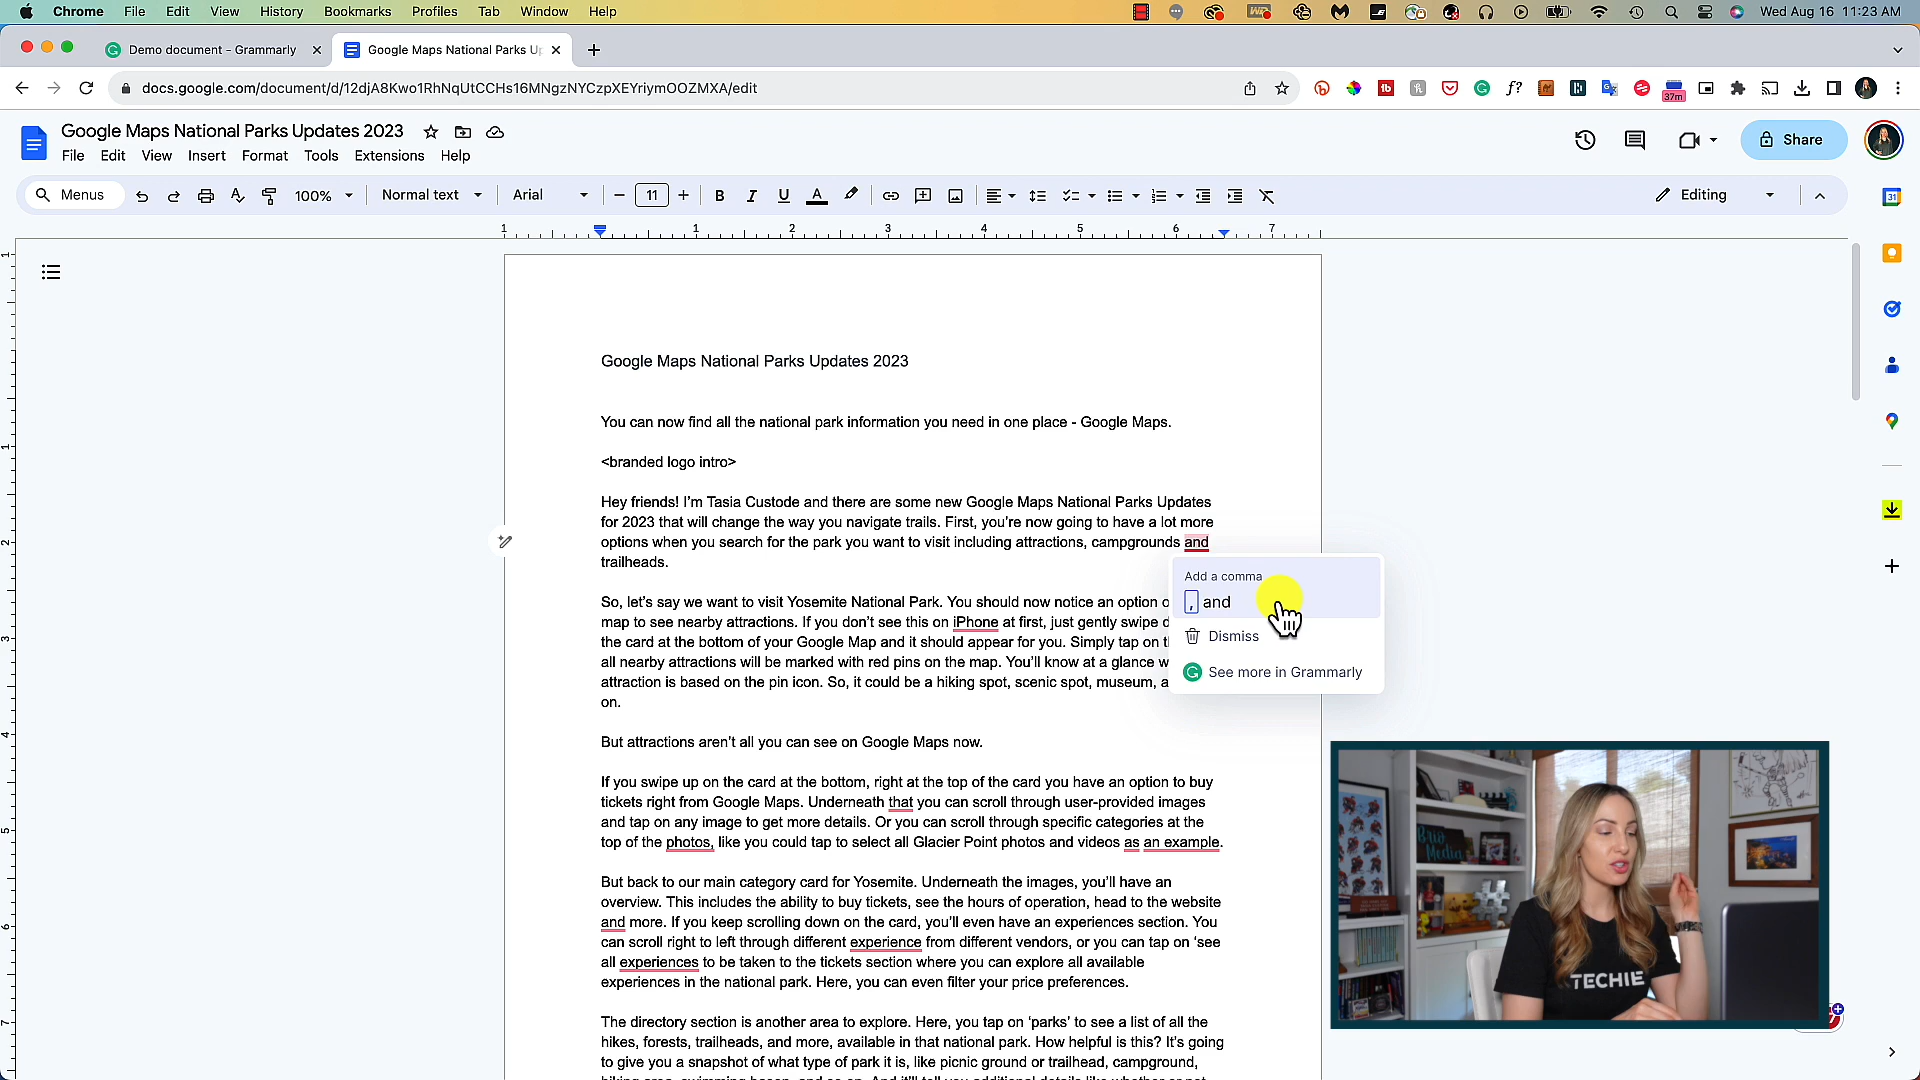 Chrome File Edit View History Bookmarks Profiles Tab Window Help Wed Aug 16 11:23 AM
Demo document - Grammarly Google Maps National Parks Up
docs.google.com/document/d/12djA8Kwo1RhNqUtCCHs16MNgzNYCzpXEYriymOOZMXA/edit
37m
Google Maps National Parks Updates 2023
File Edit View Insert Format Tools Extensions Help
Share
Menus 100% Normal text Arial 11 Editing
31
1 1 2 3 4 5 6 7
Google Maps National Parks Updates 2023
You can now find all the national park information you need in one place - Google Maps.
<branded logo intro>
Hey friends! I'm Tasia Custode and there are some new Google Maps National Parks Updates
for 2023 that will change the way you navigate trails. First, you're now going to have a lot more
options when you search for the park you want to visit including attractions, campgrounds and
trailheads.
Add a comma
, and
Dismiss
See more in Grammarly
So, let's say we want to visit Yosemite National Park. You should now notice an option o
map to see nearby attractions. If you don't see this on iPhone at first, just gently swipe d
the card at the bottom of your Google Map and it should appear for you. Simply tap on t
all nearby attractions will be marked with red pins on the map. You'll know at a glance w
attraction is based on the pin icon. So, it could be a hiking spot, scenic spot, museum, a
on.
But attractions aren't all you can see on Google Maps now.
If you swipe up on the card at the bottom, right at the top of the card you have an option to buy
tickets right from Google Maps. Underneath that you can scroll through user-provided images
and tap on any image to get more details. Or you can scroll through specific categories at the
top of the photos, like you could tap to select all Glacier Point photos and videos as an example.
But back to our main category card for Yosemite. Underneath the images, you'll have an
overview. This includes the ability to buy tickets, see the hours of operation, head to the website
and more. If you keep scrolling down on the card, you'll even have an experiences section. You
can scroll right to left through different experience from different vendors, or you can tap on 'see
all experiences to be taken to the tickets section where you can explore all available
experiences in the national park. Here, you can even filter your price preferences.
The directory section is another area to explore. Here, you tap on 'parks' to see a list of all the
hikes, forests, trailheads, and more, available in that national park. How helpful is this? It's going
to give you a snapshot of what type of park it is, like picnic ground or trailhead, campground,
Brio
Media
TECHIE